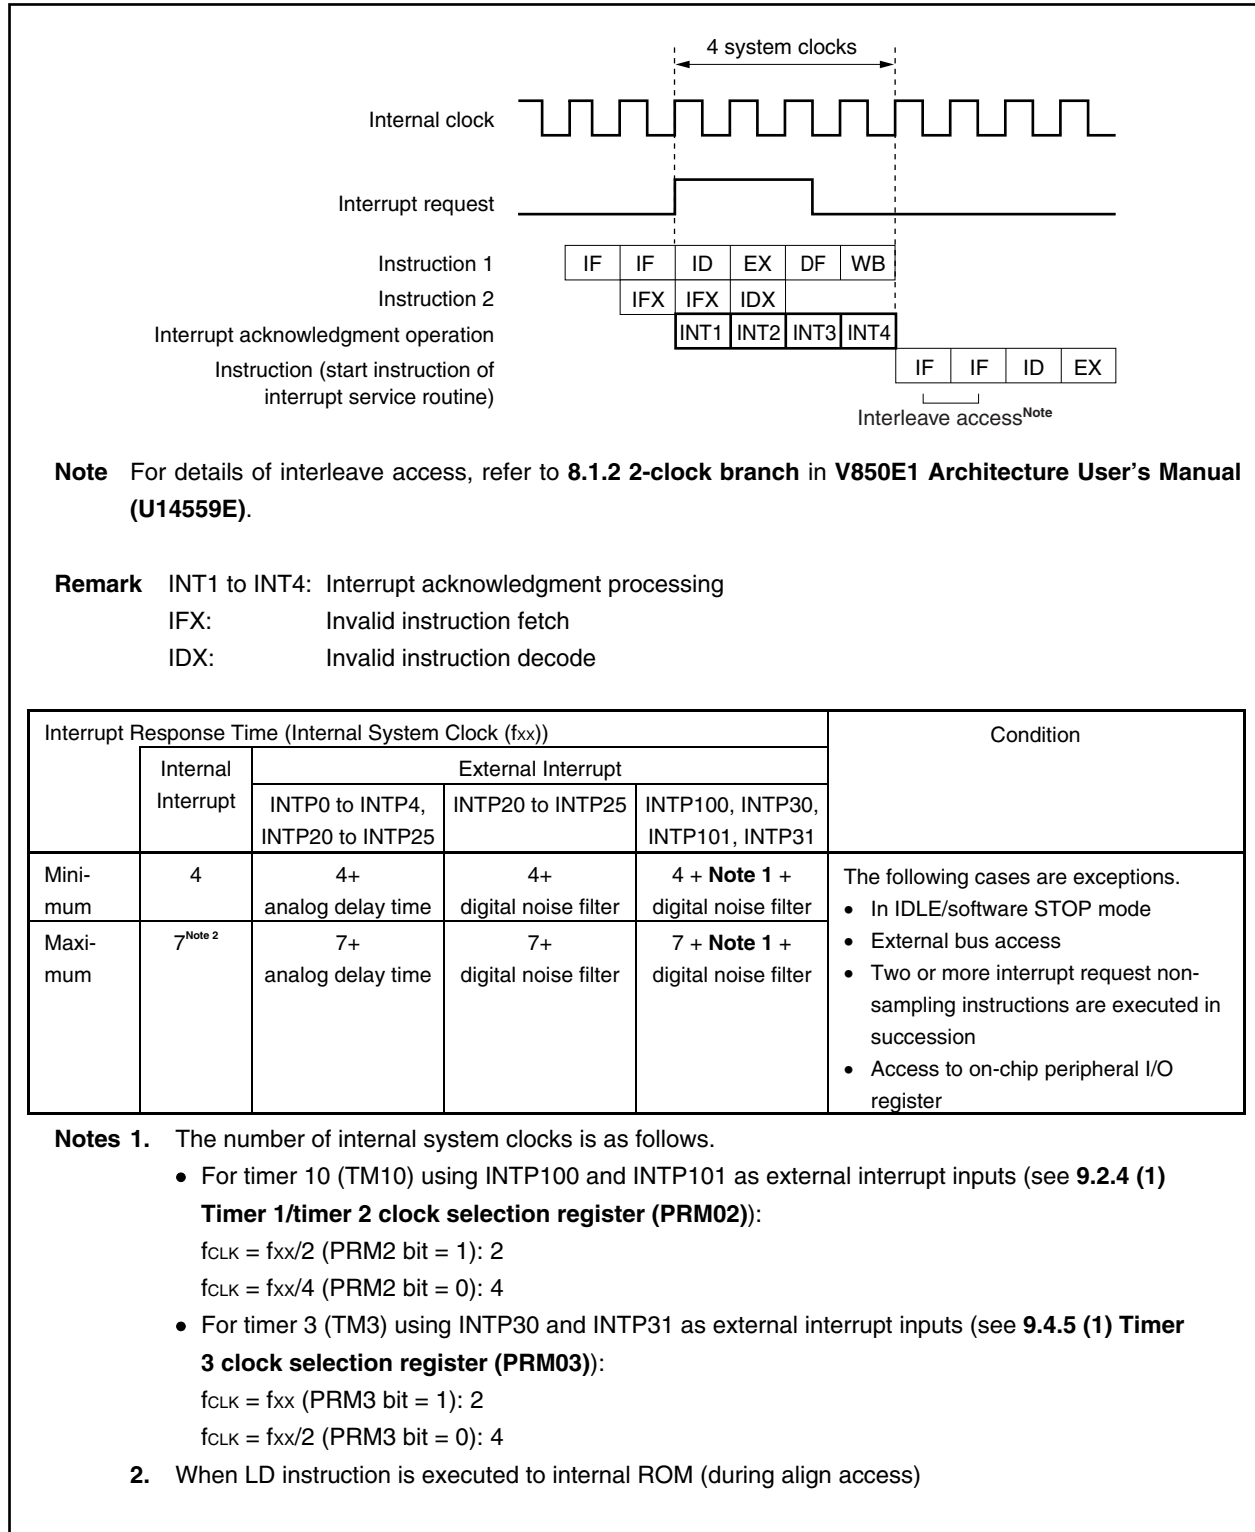 4 system clocks
Internal clock
Interrupt request
Instruction 1 IF IF ID EX DF WB
Instruction 2 IFX IFX IDX
Interrupt acknowledgment operation INT1 INT2 INT3 INT4
Instruction (start instruction of IF IF ID EX
interrupt service routine)
Interleave accessNote
Note For details of interleave access, refer to 8.1.2 2-clock branch in V850E1 Architecture User's Manual
(U14559E).
Remark INT1 to INT4: Interrupt acknowledgment processing
IFX: Invalid instruction fetch
IDX: Invalid instruction decode
Interrupt Response Time (Internal System Clock (fxx)) Condition
Internal External Interrupt
Interrupt INTP0 to INTP4, INTP20 to INTP25 INTP100, INTP30,
INTP20 to INTP25 INTP101, INTP31
Mini- 4 4+ 4+ 4 + Note 1 + The following cases are exceptions.
mum analog delay time digital noise filter digital noise filter • In IDLE/software STOP mode
Maxi- 7Note 2 7+ 7+ 7 + Note 1 + • External bus access
mum analog delay time digital noise filter digital noise filter • Two or more interrupt request non-
sampling instructions are executed in
succession
• Access to on-chip peripheral I/O
register
Notes 1. The number of internal system clocks is as follows.
• For timer 10 (TM10) using INTP100 and INTP101 as external interrupt inputs (see 9.2.4 (1)
Timer 1/timer 2 clock selection register (PRM02)):
fCLK = fxx/2 (PRM2 bit = 1): 2
fCLK = fxx/4 (PRM2 bit = 0): 4
• For timer 3 (TM3) using INTP30 and INTP31 as external interrupt inputs (see 9.4.5 (1) Timer
3 clock selection register (PRM03)):
fCLK = fxx (PRM3 bit = 1): 2
fCLK = fxx/2 (PRM3 bit = 0): 4
2. When LD instruction is executed to internal ROM (during align access)